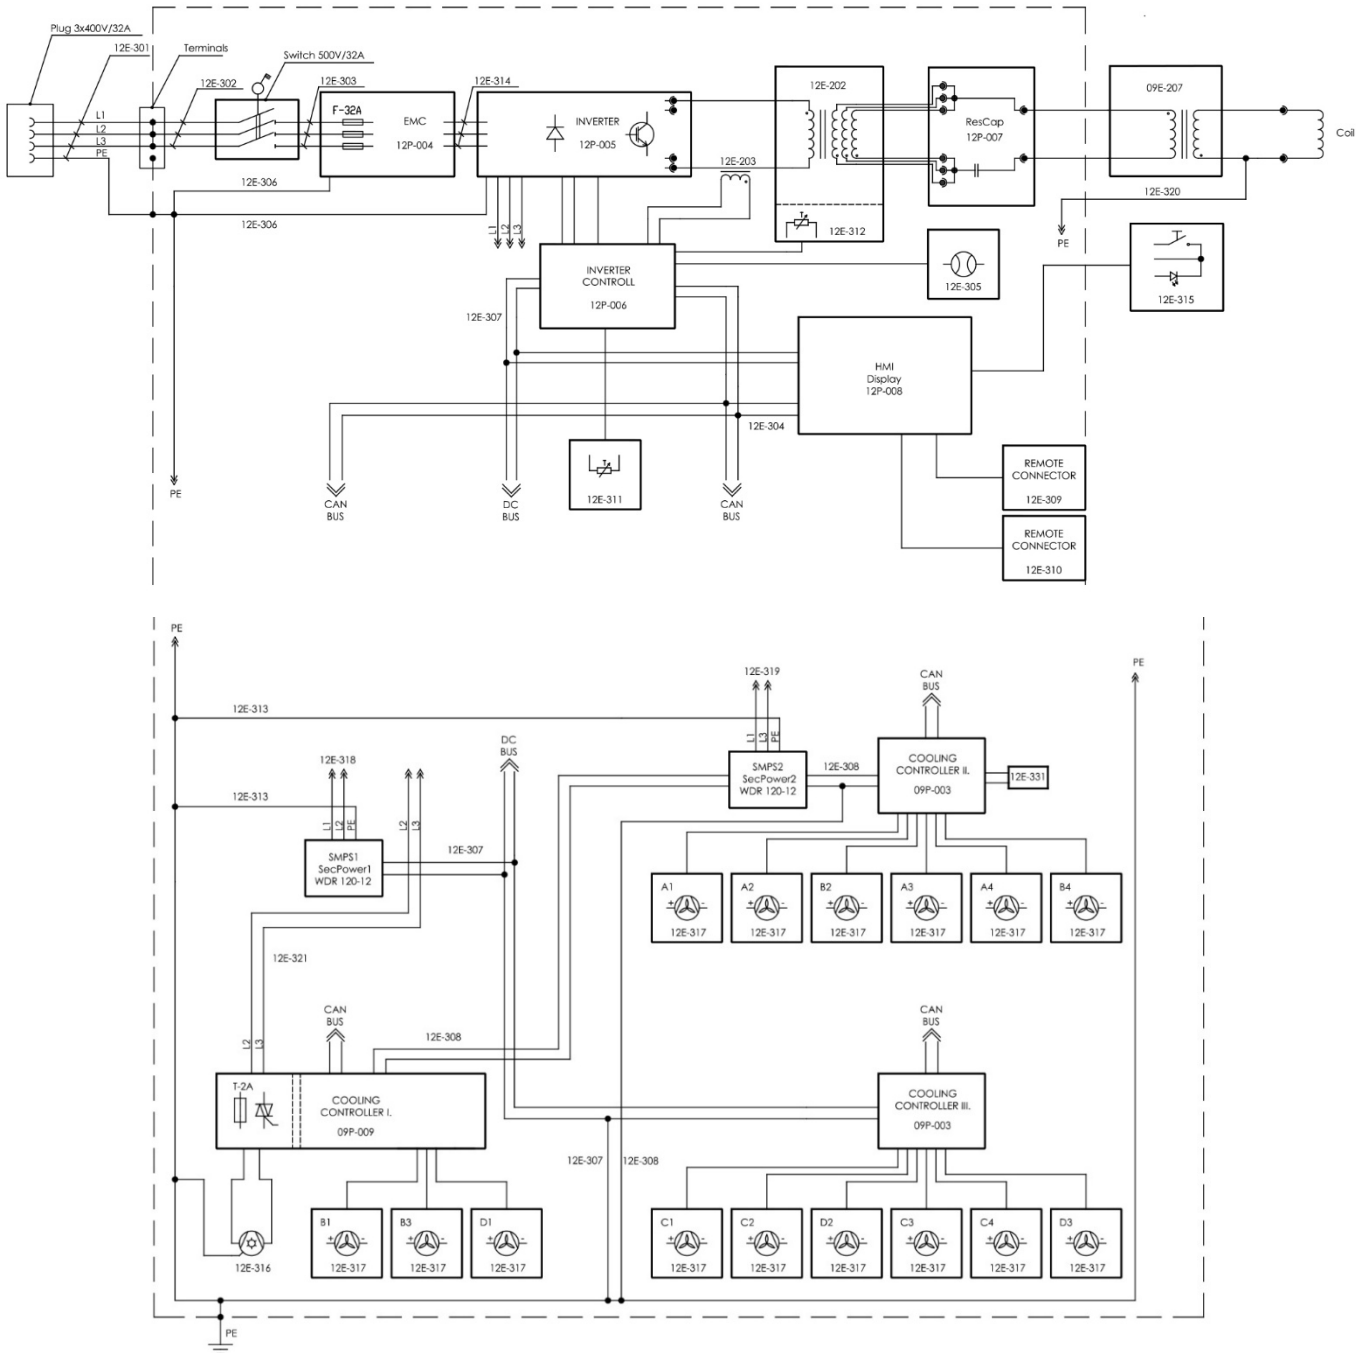 Plug 3x400V/32A
12E-301
Terminals
12E-302
Switch 500V/32A
12E-303
12E-314
L1
L2
L3
PE
F-32A
EMC
12P-004
INVERTER
12P-005
12E-202
12E-203
T
12E-312
ResCap
12P-007
09E-207
Coil
12E-306
12E-306
L1
L2
L3
12E-320
PE
INVERTER
CONTROLL
12P-006
12E-305
12E-315
12E-307
HMI
Display
12P-008
12E-304
T
12E-311
REMOTE
CONNECTOR
12E-309
REMOTE
CONNECTOR
12E-310
PE
CAN
BUS
DC
BUS
CAN
BUS
PE
12E-313
12E-318
12E-313
L1
L2
PE
L2
L3
SMPS1
SecPower1
WDR 120-12
12E-307
DC
BUS
12E-319
L1
L3
PE
SMPS2
SecPower2
WDR 120-12
12E-308
CAN
BUS
COOLING
CONTROLLER II.
09P-003
12E-331
PE
A1
+ -
12E-317
A2
+ -
12E-317
B2
+ -
12E-317
A3
+ -
12E-317
A4
+ -
12E-317
B4
+ -
12E-317
12E-321
L2
L3
CAN
BUS
12E-308
T-2A
COOLING
CONTROLLER I.
09P-009
CAN
BUS
COOLING
CONTROLLER III.
09P-003
12E-307
12E-308
12E-316
B1
+ -
12E-317
B3
+ -
12E-317
D1
+ -
12E-317
C1
+ -
12E-317
C2
+ -
12E-317
D2
+ -
12E-317
C3
+ -
12E-317
C4
+ -
12E-317
D3
+ -
12E-317
PE